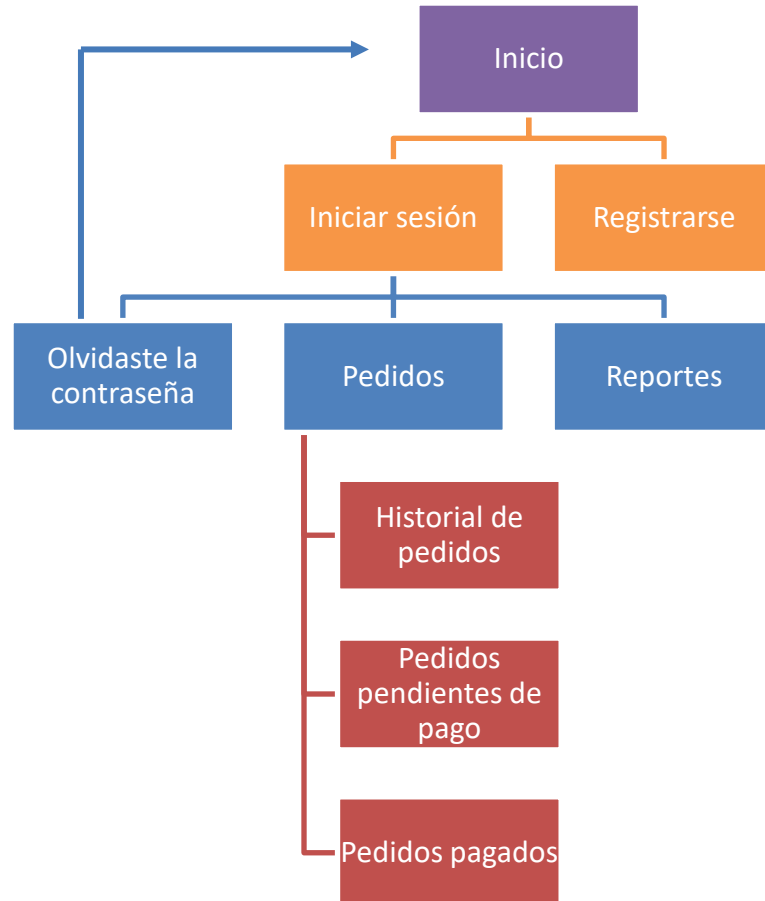 Inicio
Iniciar sesión
Registrarse
Olvidaste la
contraseña
Pedidos
Reportes
Historial de
pedidos
Pedidos
pendientes de
pago
Pedidos pagados